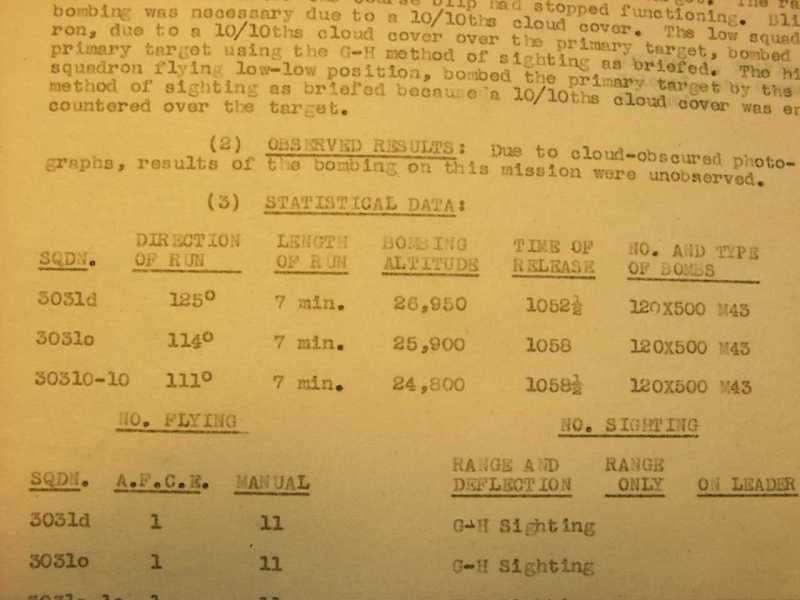 course blip had stopped functioning.
bombing was necessary due to a 10/10ths cloud cover.
ron, due to a 10/10ths cloud cover over the primary target, bombed
primary target using the G-H method of sighting as briefed. The
squadron flying low-low position, bombed the primary target by the
method of sighting as briefed because a 10/10ths cloud cover was
countered over the target.
(2) OBSERVED RESULTS: Due to cloud-obscured photo-
graphs, results of the bombing on this mission were unobserved.
(3) STATISTICAL DATA:
DIRECTION LENGTH BOMBING TIME OF NO. AND TYPE
SQDN. OF RUN OF RUN ALTITUDE RELEASE OF BOMBS
303ld 125° 7 min. 26,950 1052½ 120X500 M43
303lo 114° 7 min. 25,900 1058 120X500 M43
303lo-lo 111° 7 min. 24,800 1058½ 120X500 M43
NO. FLYING NO. SIGHTING
RANGE AND RANGE
SQDN. A.F.C.E. MANUAL DEFLECTION ONLY ON LEADER
303ld 1 11 G-H Sighting
303lo 1 11 G-H Sighting